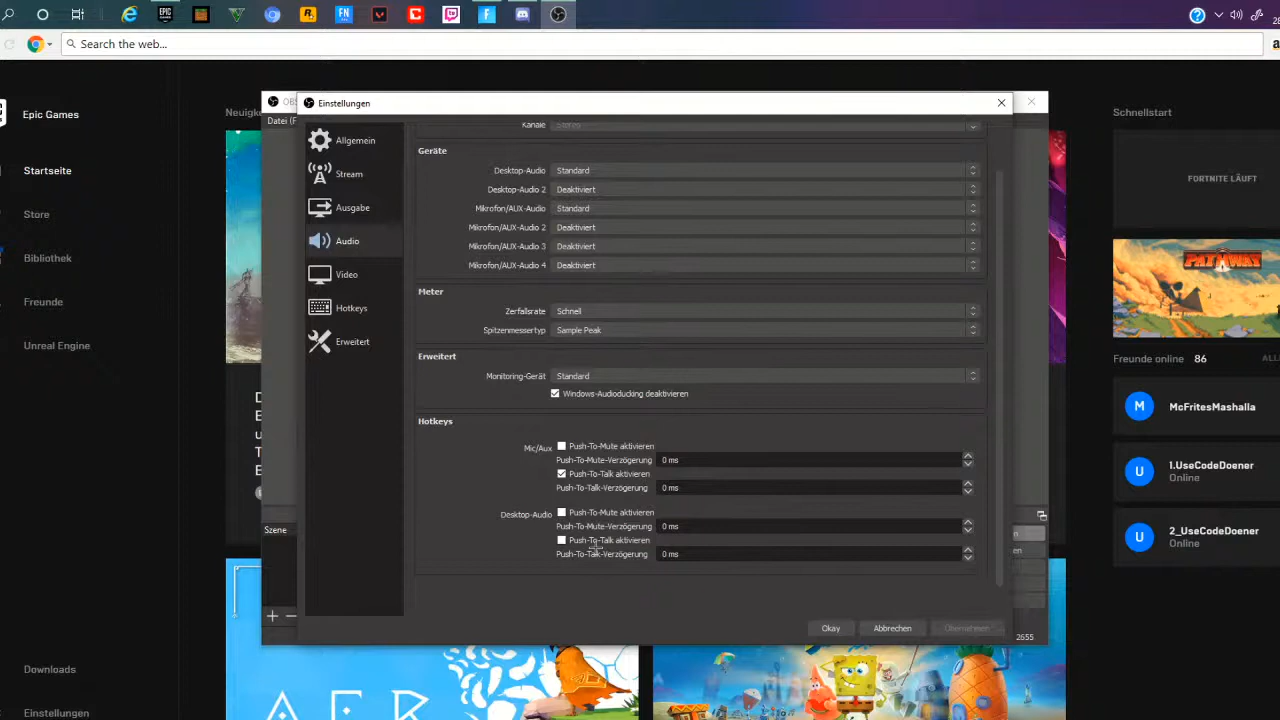 Search the web...
Epic Games
Startseite
Store
Bibliothek
Freunde
Unreal Engine
Downloads
Einstellungen
Neuigke
Datei (F
Szene
Einstellungen
Allgemein
Stream
Ausgabe
Audio
Video
Hotkeys
Erweitert
Kanäle Stereo
Geräte
Desktop-Audio Standard
Desktop-Audio 2 Deaktiviert
Mikrofon/AUX-Audio Standard
Mikrofon/AUX-Audio 2 Deaktiviert
Mikrofon/AUX-Audio 3 Deaktiviert
Mikrofon/AUX-Audio 4 Deaktiviert
Meter
Zerfallsrate Schnell
Spitzenmessertyp Sample Peak
Erweitert
Monitoring-Gerät Standard
Windows-Audioducking deaktivieren
Hotkeys
Mic/Aux Push-To-Mute aktivieren
Push-To-Mute-Verzögerung 0 ms
Push-To-Talk aktivieren
Push-To-Talk-Verzögerung 0 ms
Desktop-Audio Push-To-Mute aktivieren
Push-To-Mute-Verzögerung 0 ms
Push-To-Talk aktivieren
Push-To-Talk-Verzögerung 0 ms
Okay Abbrechen Übernehmen
2655
Schnellstart
FORTNITE LÄUFT
PATHWAY
Freunde online 86 ALL
M McFritesMashalla
U 1.UseCodeDoener
Online
U 2_UseCodeDoener
Online